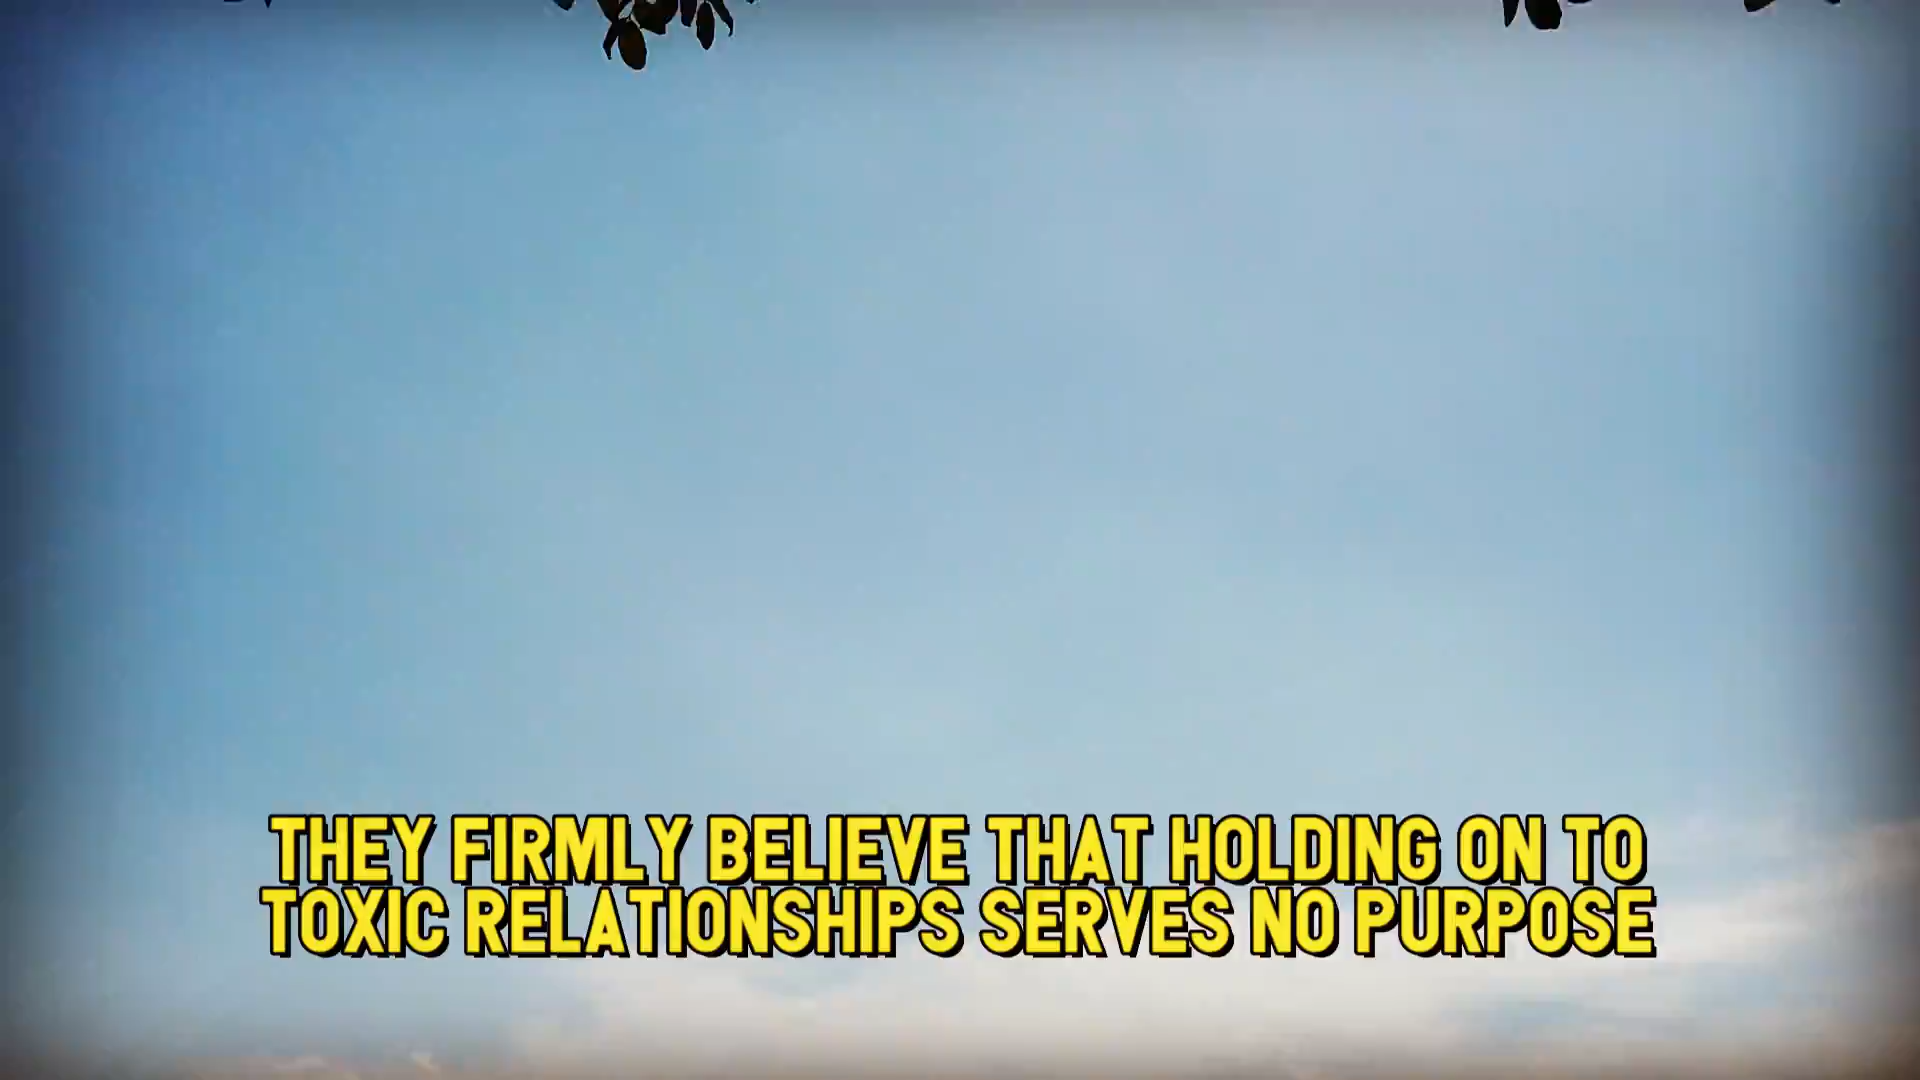 THEY FIRMLY BELIEVE THAT HOLDING ON TO
TOXIC RELATIONSHIPS SERVES NO PURPOSE